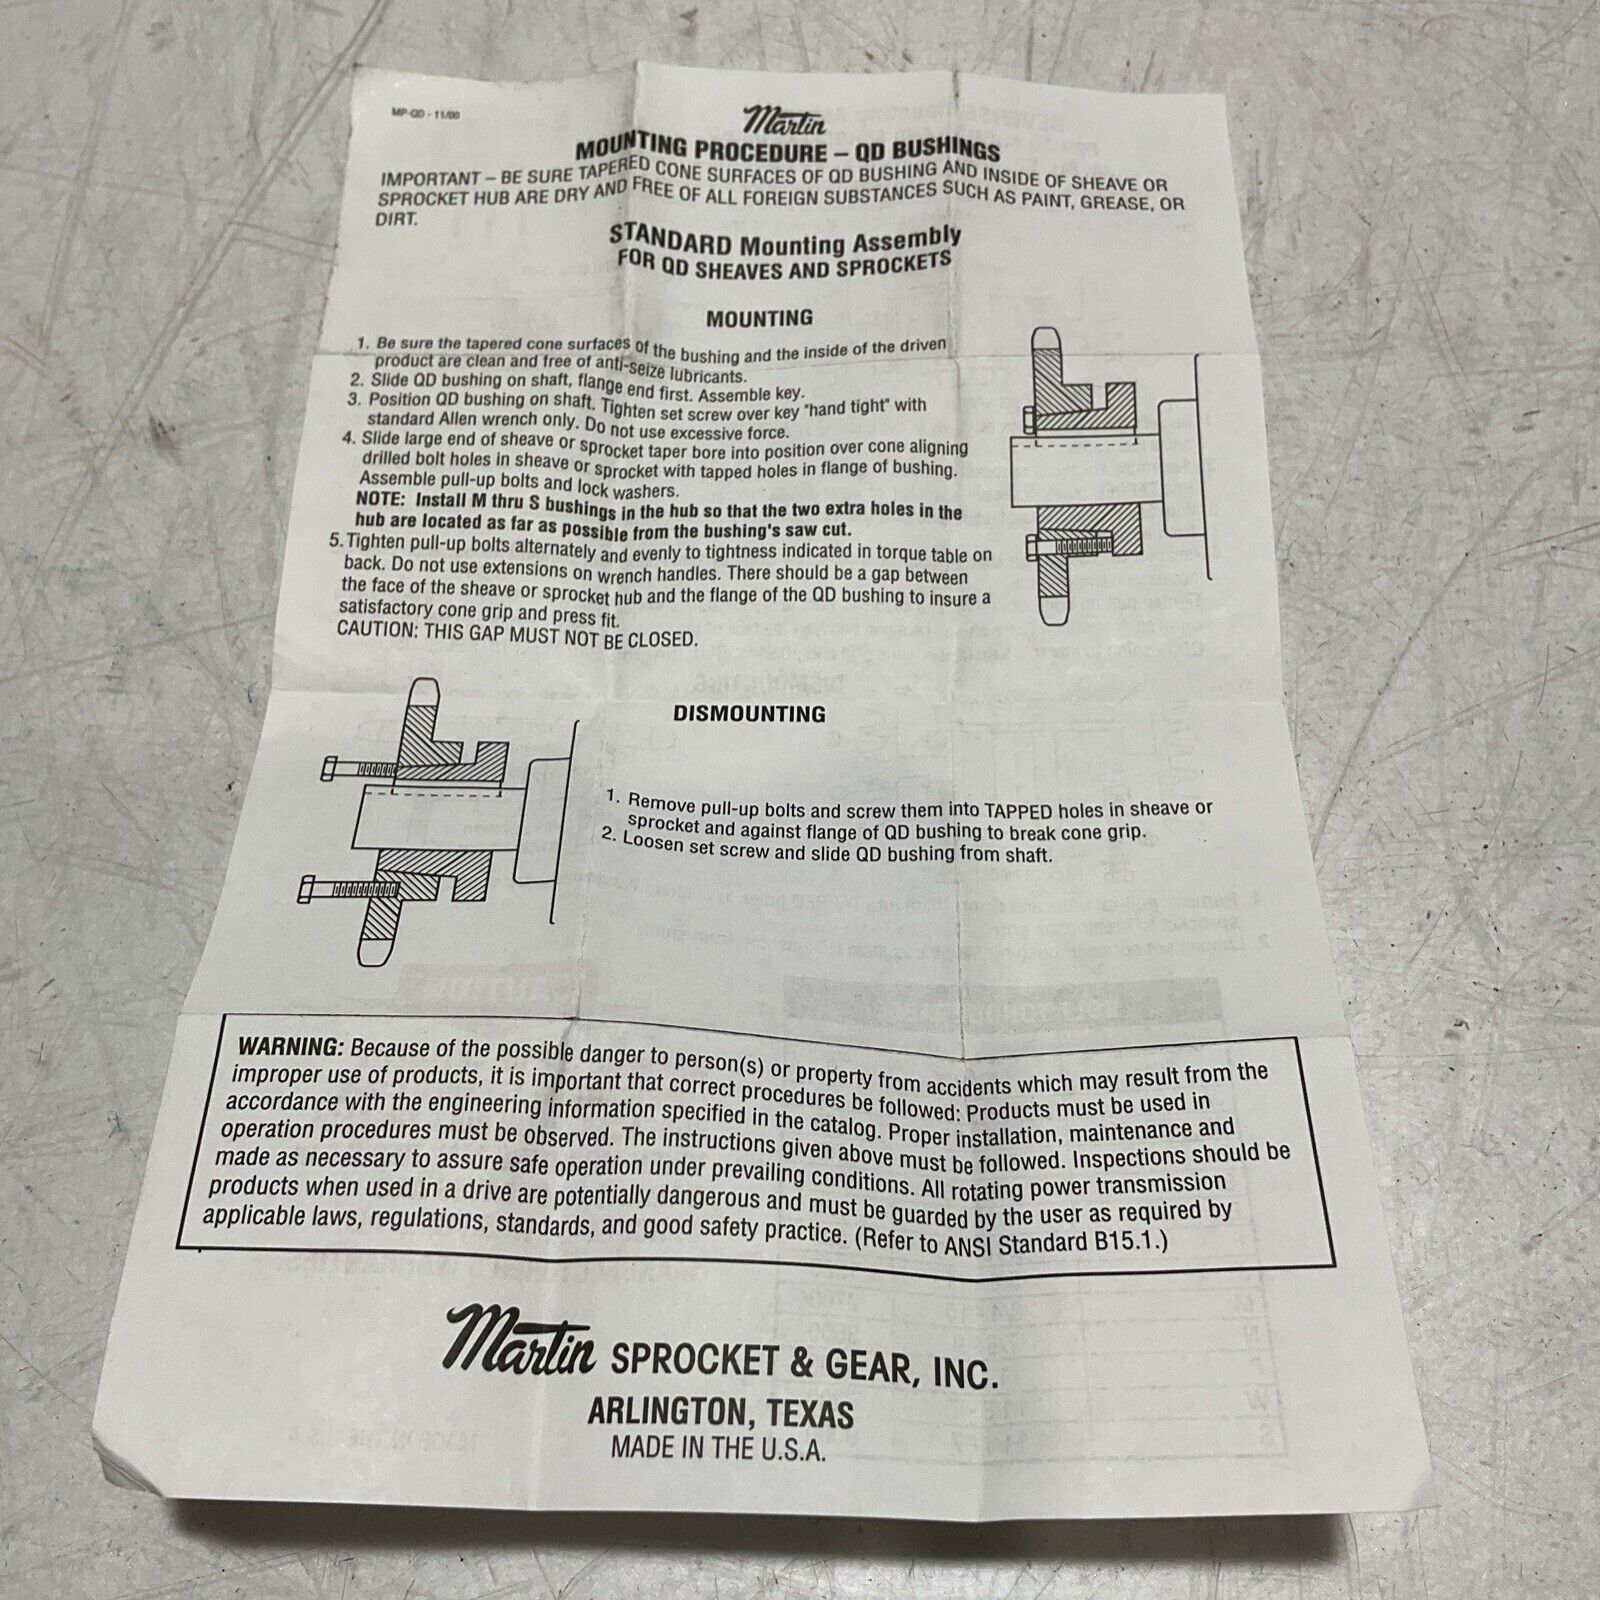 MP-QD - 11/00
Martin
MOUNTING PROCEDURE – QD BUSHINGS
IMPORTANT – BE SURE TAPERED CONE SURFACES OF QD BUSHING AND INSIDE OF SHEAVE OR
SPROCKET HUB ARE DRY AND FREE OF ALL FOREIGN SUBSTANCES SUCH AS PAINT, GREASE, OR
DIRT.
STANDARD Mounting Assembly
FOR QD SHEAVES AND SPROCKETS
MOUNTING
1. Be sure the tapered cone surfaces of the bushing and the inside of the driven
product are clean and free of anti-seize lubricants.
2. Slide QD bushing on shaft, flange end first. Assemble key.
3. Position QD bushing on shaft. Tighten set screw over key "hand tight" with
standard Allen wrench only. Do not use excessive force.
4. Slide large end of sheave or sprocket taper bore into position over cone aligning
drilled bolt holes in sheave or sprocket with tapped holes in flange of bushing.
Assemble pull-up bolts and lock washers.
NOTE: Install M thru S bushings in the hub so that the two extra holes in the
hub are located as far as possible from the bushing's saw cut.
5. Tighten pull-up bolts alternately and evenly to tightness indicated in torque table on
back. Do not use extensions on wrench handles. There should be a gap between
the face of the sheave or sprocket hub and the flange of the QD bushing to insure a
satisfactory cone grip and press fit.
CAUTION: THIS GAP MUST NOT BE CLOSED.
DISMOUNTING
1. Remove pull-up bolts and screw them into TAPPED holes in sheave or
sprocket and against flange of QD bushing to break cone grip.
2. Loosen set screw and slide QD bushing from shaft.
WARNING: Because of the possible danger to person(s) or property from accidents which may result from the
improper use of products, it is important that correct procedures be followed: Products must be used in
accordance with the engineering information specified in the catalog. Proper installation, maintenance and
operation procedures must be observed. The instructions given above must be followed. Inspections should be
made as necessary to assure safe operation under prevailing conditions. All rotating power transmission
products when used in a drive are potentially dangerous and must be guarded by the user as required by
applicable laws, regulations, standards, and good safety practice. (Refer to ANSI Standard B15.1.)
Martin SPROCKET & GEAR, INC.
ARLINGTON, TEXAS
MADE IN THE U.S.A.